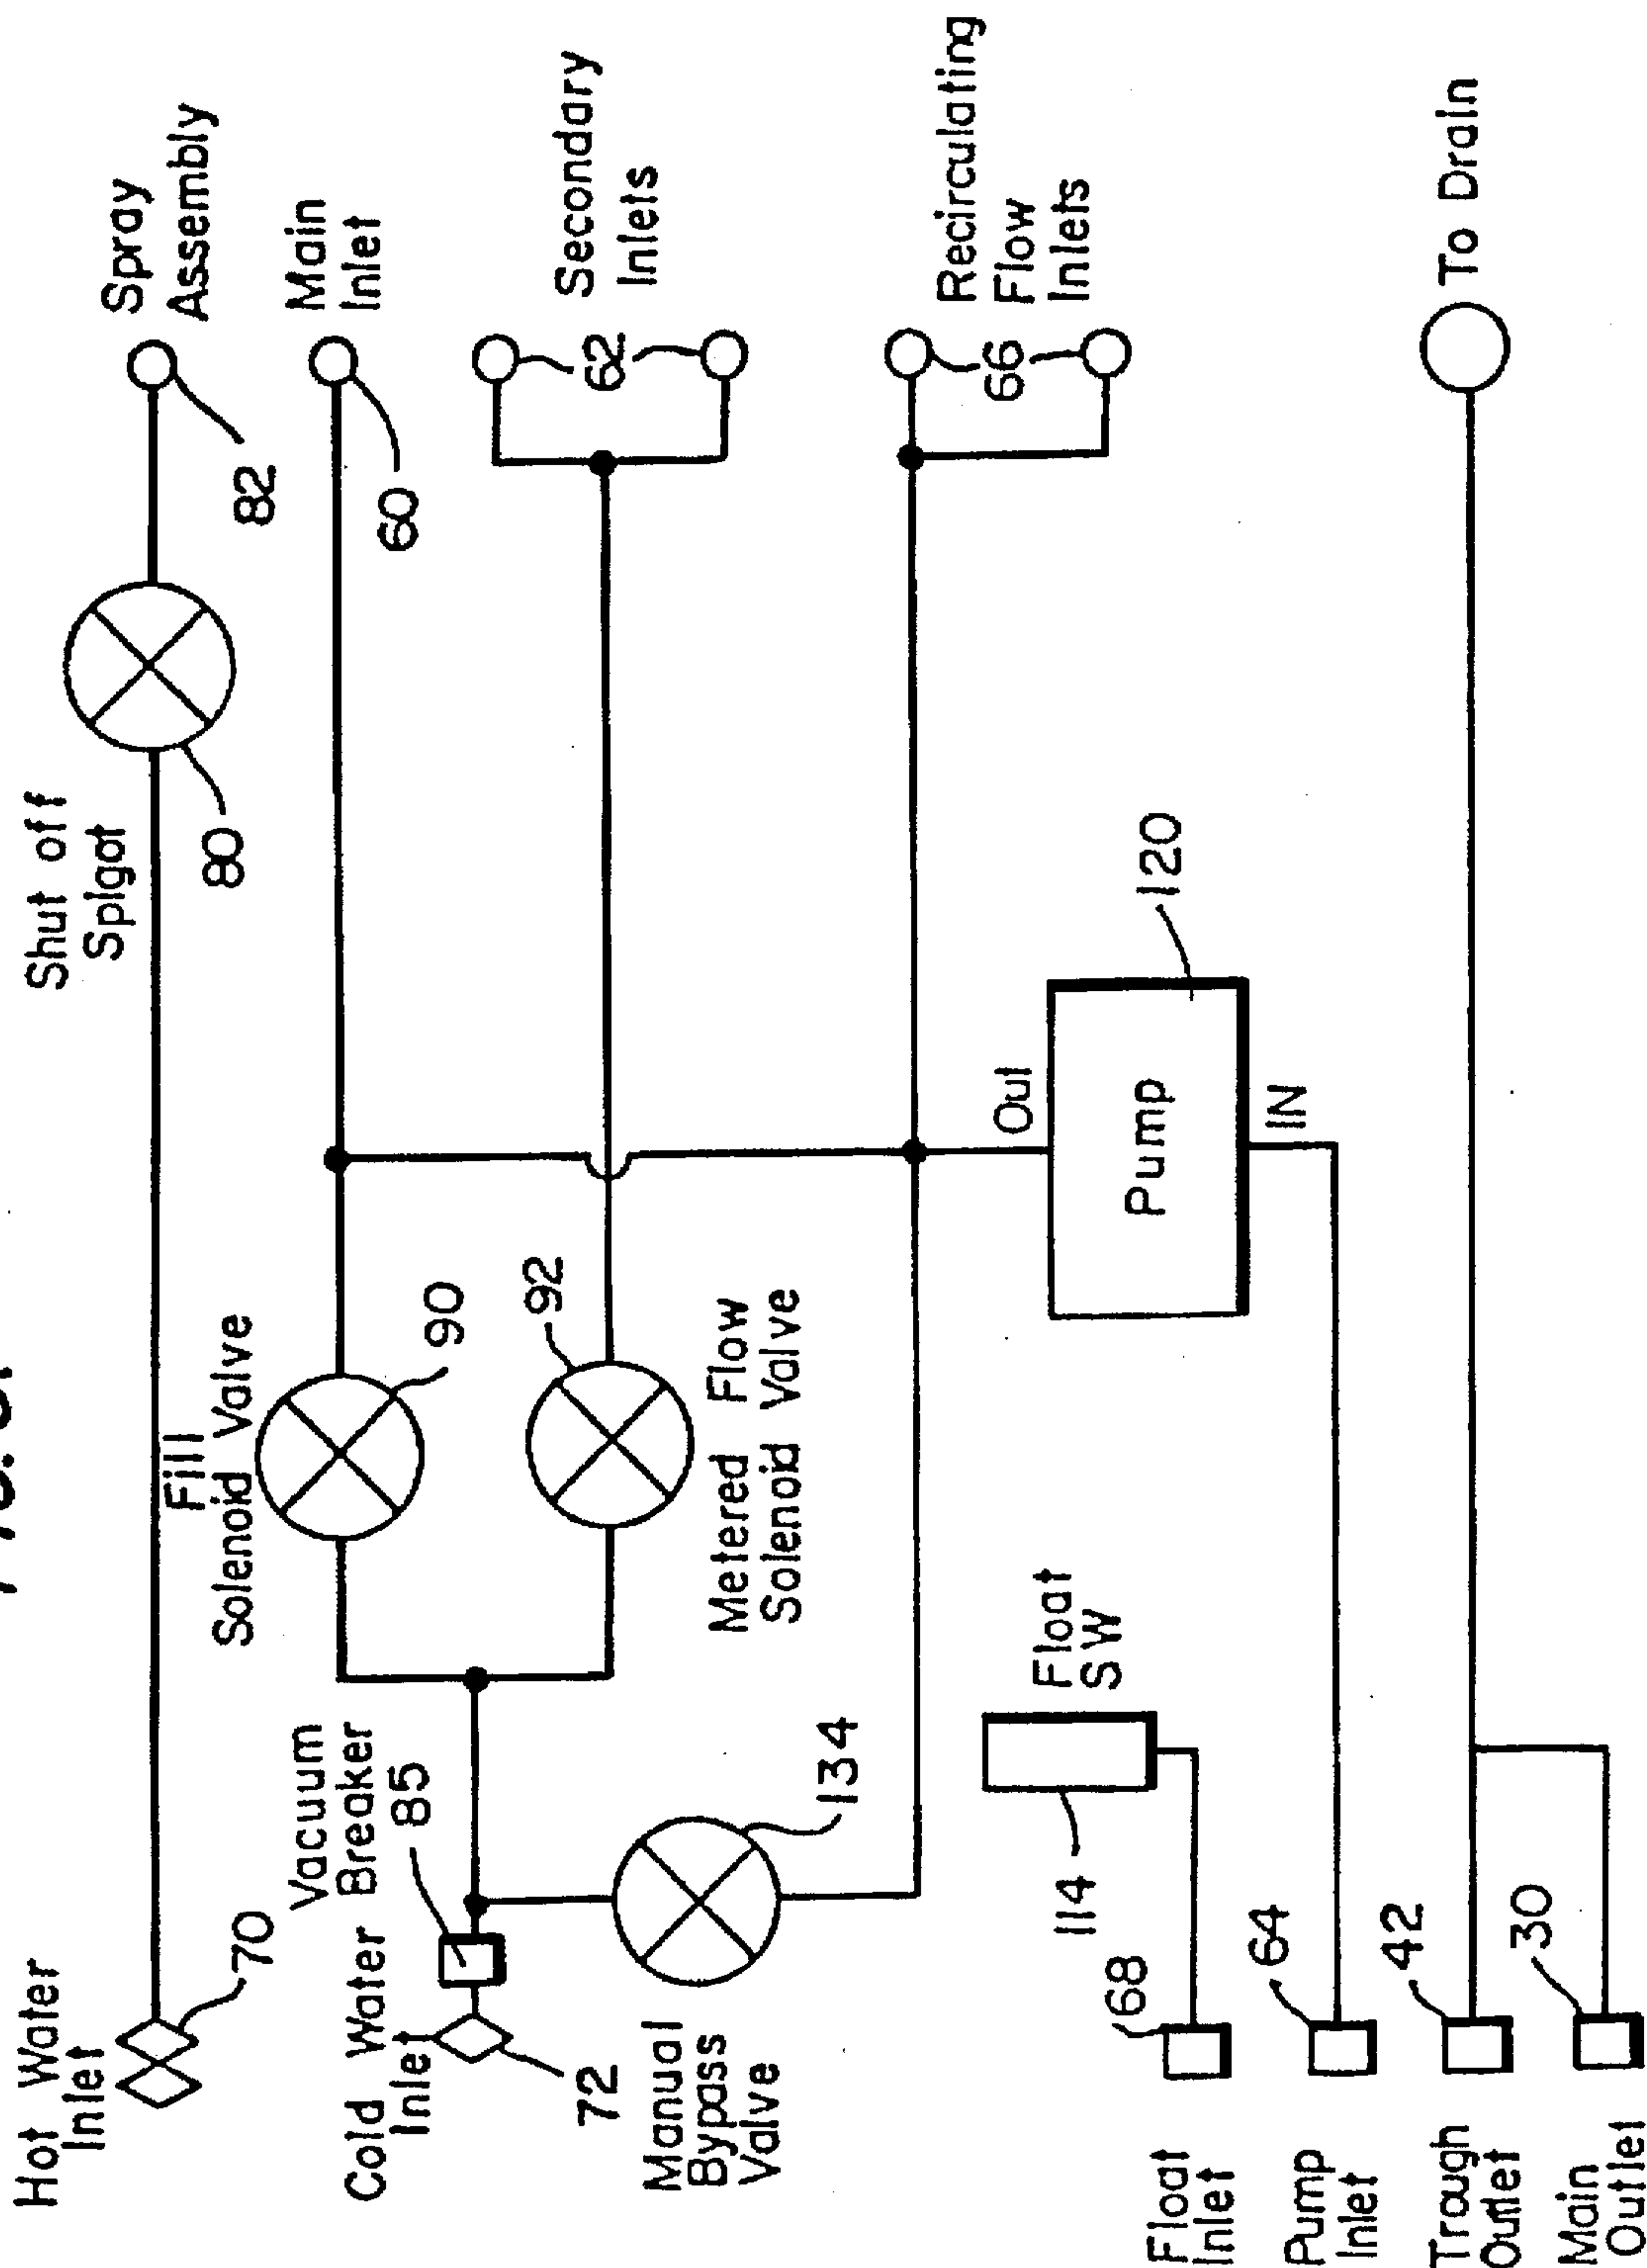 Hot Water
Inlet
70
Shut off
Spigot
80
Spray
Assembly
82
Cold Water
Inlet
72
Vacuum
Breaker
85
Fill
Solenoid Valve
90
Main
Inlet
60
92
Metered Flow
Solenoid Valve
Secondary
Inlets
62
Manual
Bypass
Valve
134
Recirculating
Flow
Inlets
66
Out
Pump
IN
120
Float
SW
114
Float
Inlet
68
Pump
Inlet
64
Trough
Outlet
42
Main
Outlet
30
To Drain